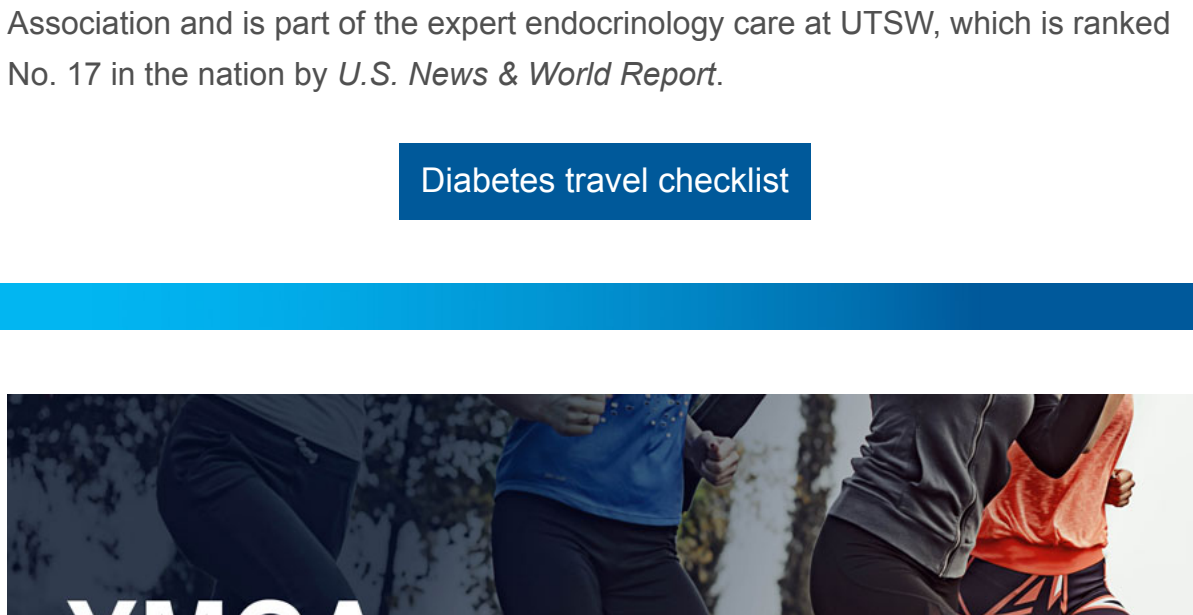 Association and is part of the expert endocrinology care at UTSW, which is ranked
No. 17 in the nation by U.S. News & World Report.
Diabetes travel checklist
YMCA